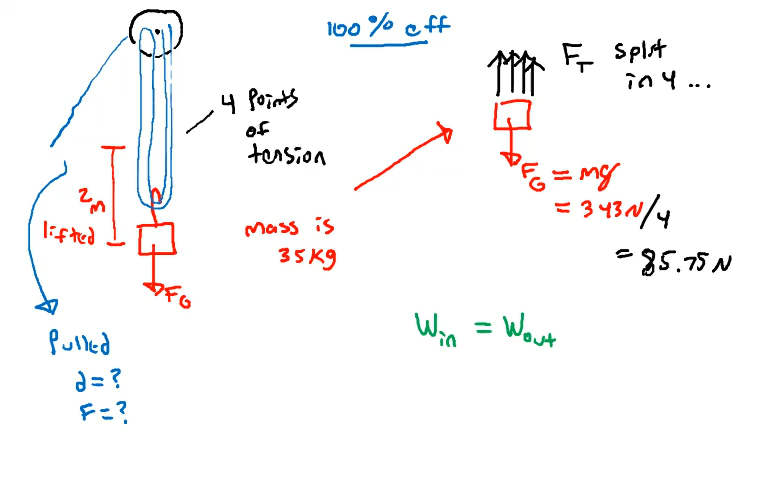 100% eff
4 Points
of
tension
F_T split
in 4 ...
2m
lifted
mass is
35kg
F_G = mg
= 343N/4
= 85.75N
F_G
Pulled
d = ?
F = ?
W_in = W_out